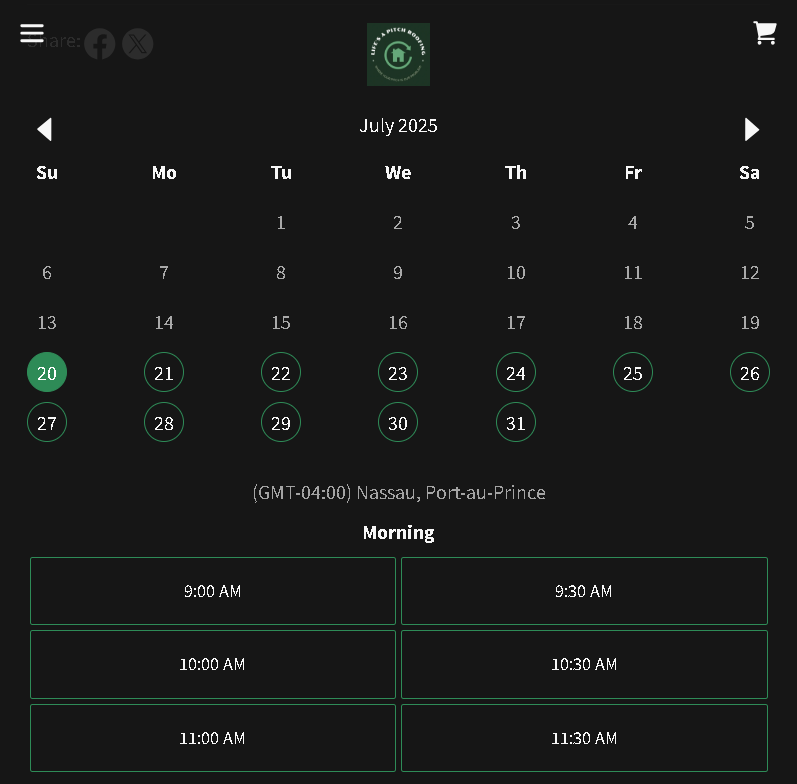 Share:
LIFE'S A PITCH ROOFING
July 2025
Su Mo Tu We Th Fr Sa
1 2 3 4 5
6 7 8 9 10 11 12
13 14 15 16 17 18 19
20 21 22 23 24 25 26
27 28 29 30 31
(GMT-04:00) Nassau, Port-au-Prince
Morning
9:00 AM 9:30 AM
10:00 AM 10:30 AM
11:00 AM 11:30 AM